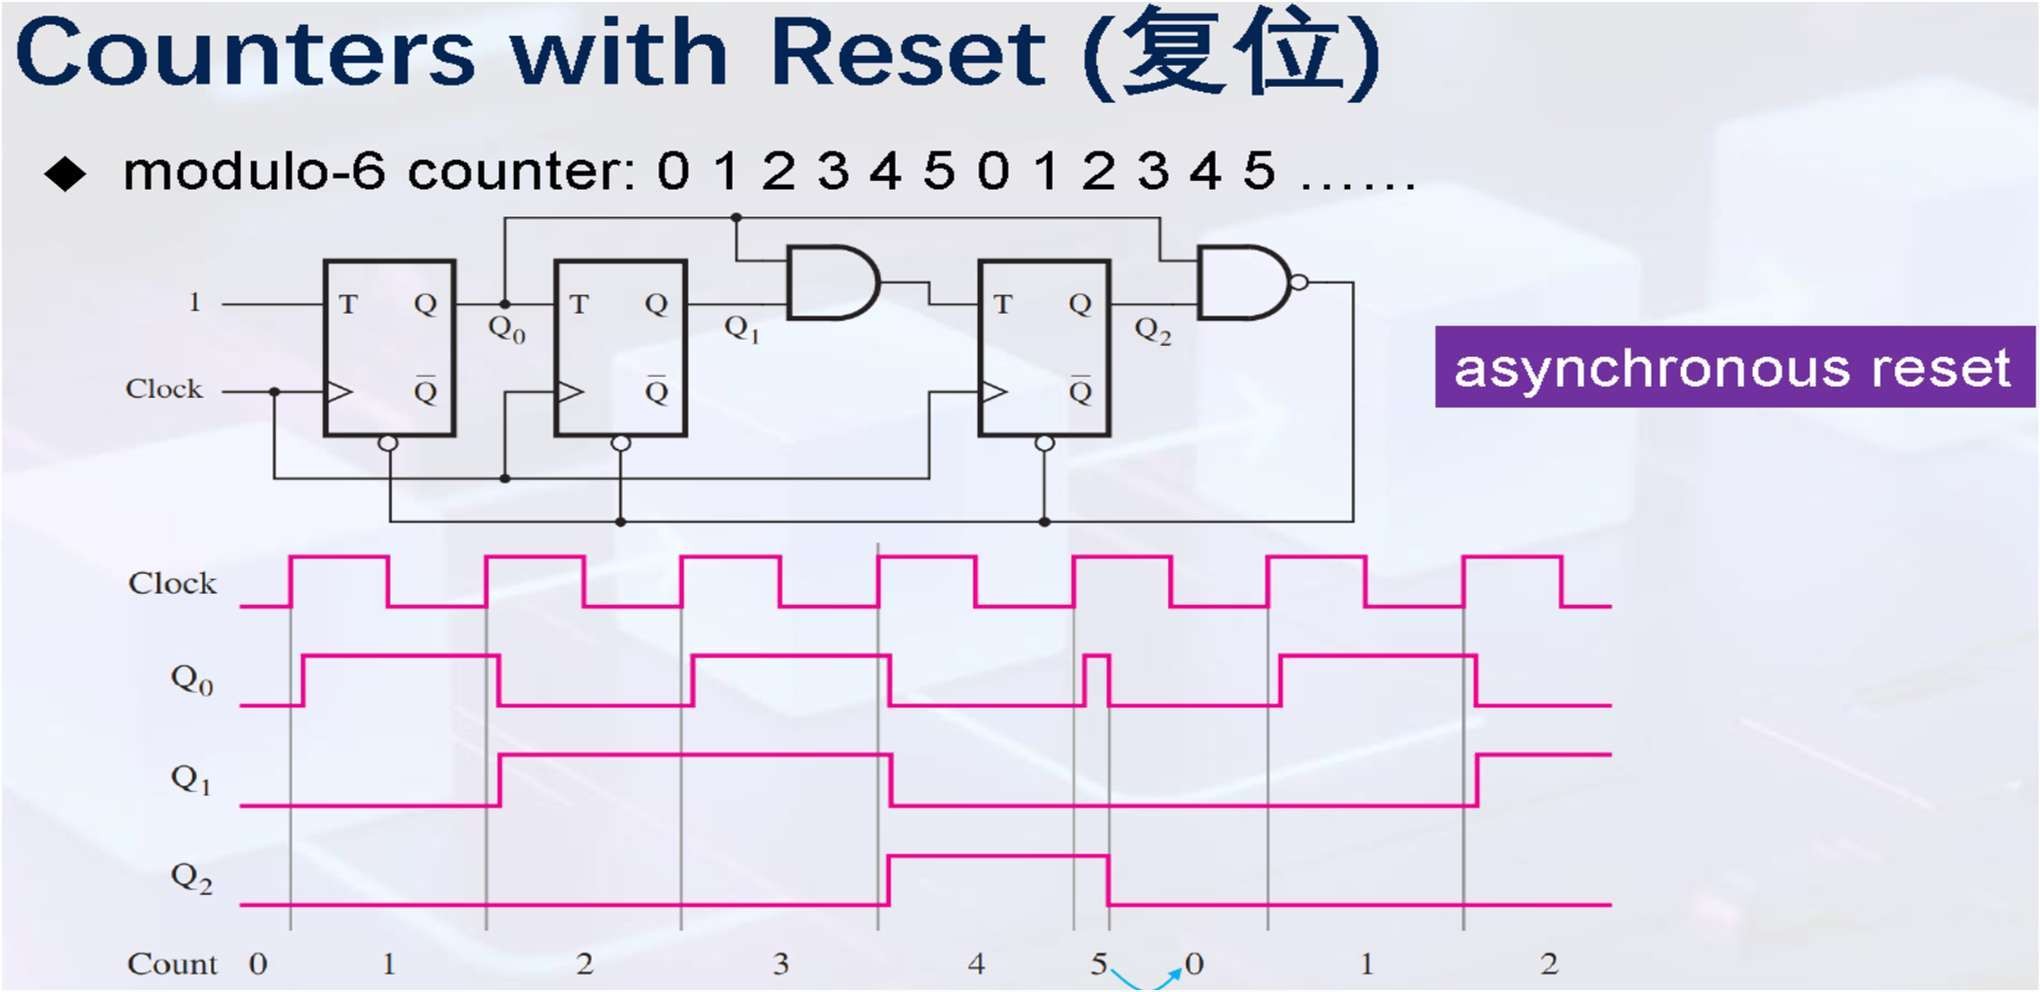 Counters with Reset (复位)
◆ modulo-6 counter: 0 1 2 3 4 5 0 1 2 3 4 5 ……
1 T Q T Q T Q
Q0 Q1 Q2
Clock Q̅ Q̅ Q̅
asynchronous reset
Clock
Q0
Q1
Q2
Count 0 1 2 3 4 5 0 1 2